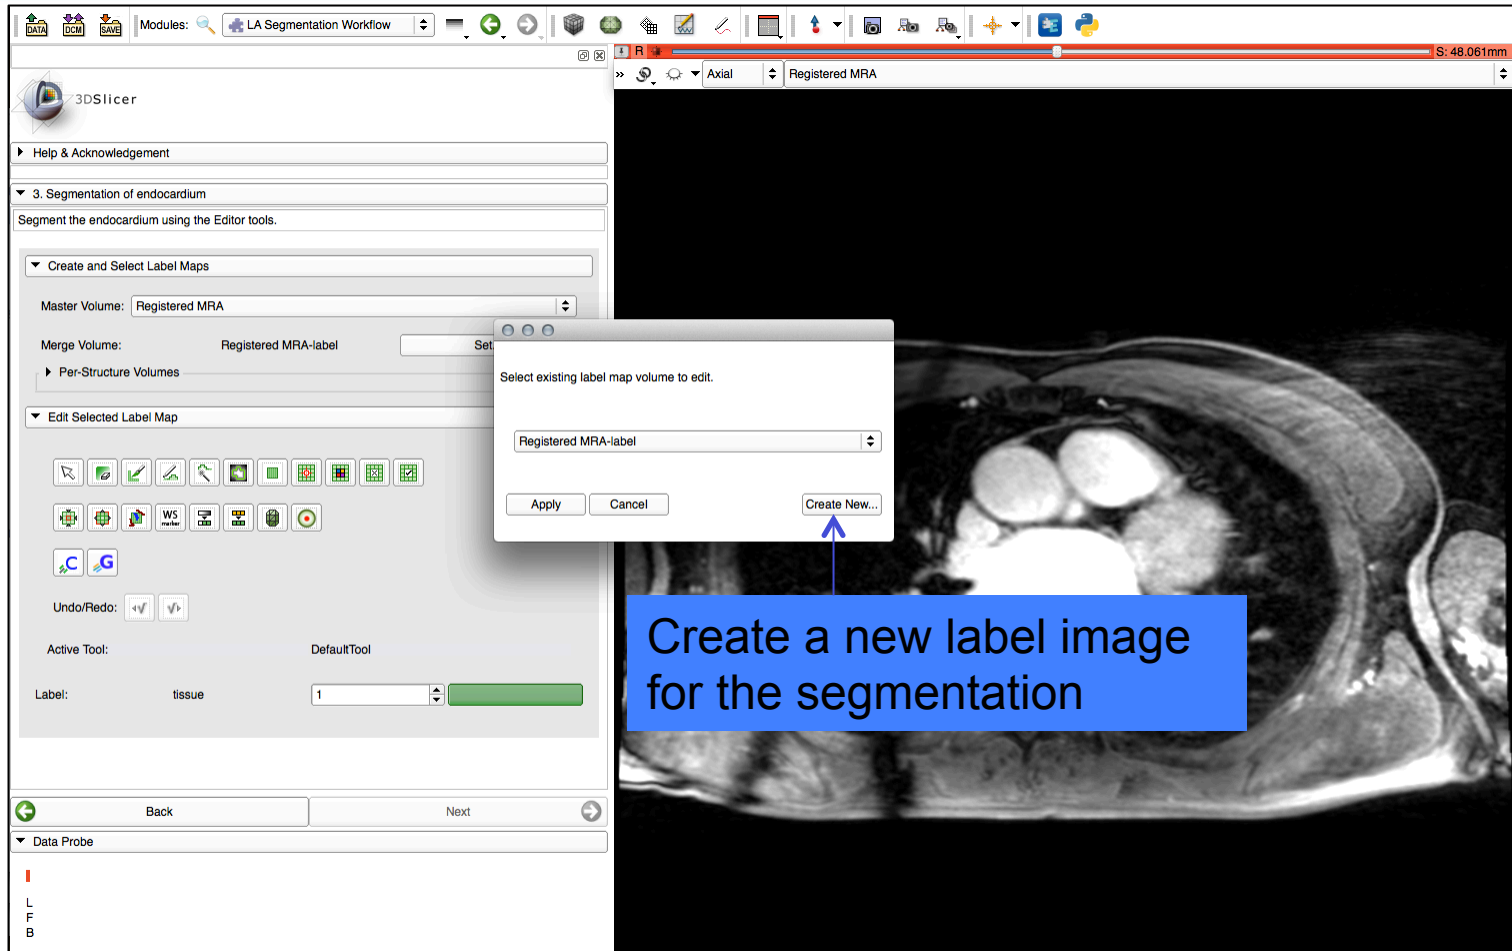 DATA DCM SAVE Modules: LA Segmentation Workflow
R S: 48.061mm
» Axial Registered MRA
3DSlicer
Help & Acknowledgement
3. Segmentation of endocardium
Segment the endocardium using the Editor tools.
Create and Select Label Maps
Master Volume: Registered MRA
Merge Volume: Registered MRA-label Set
Per-Structure Volumes
Edit Selected Label Map
WS
marker
C G
Undo/Redo:
Active Tool: DefaultTool
Label: tissue 1
Back Next
Data Probe
L
F
B
Select existing label map volume to edit.
Registered MRA-label
Apply Cancel Create New...
Create a new label image
for the segmentation